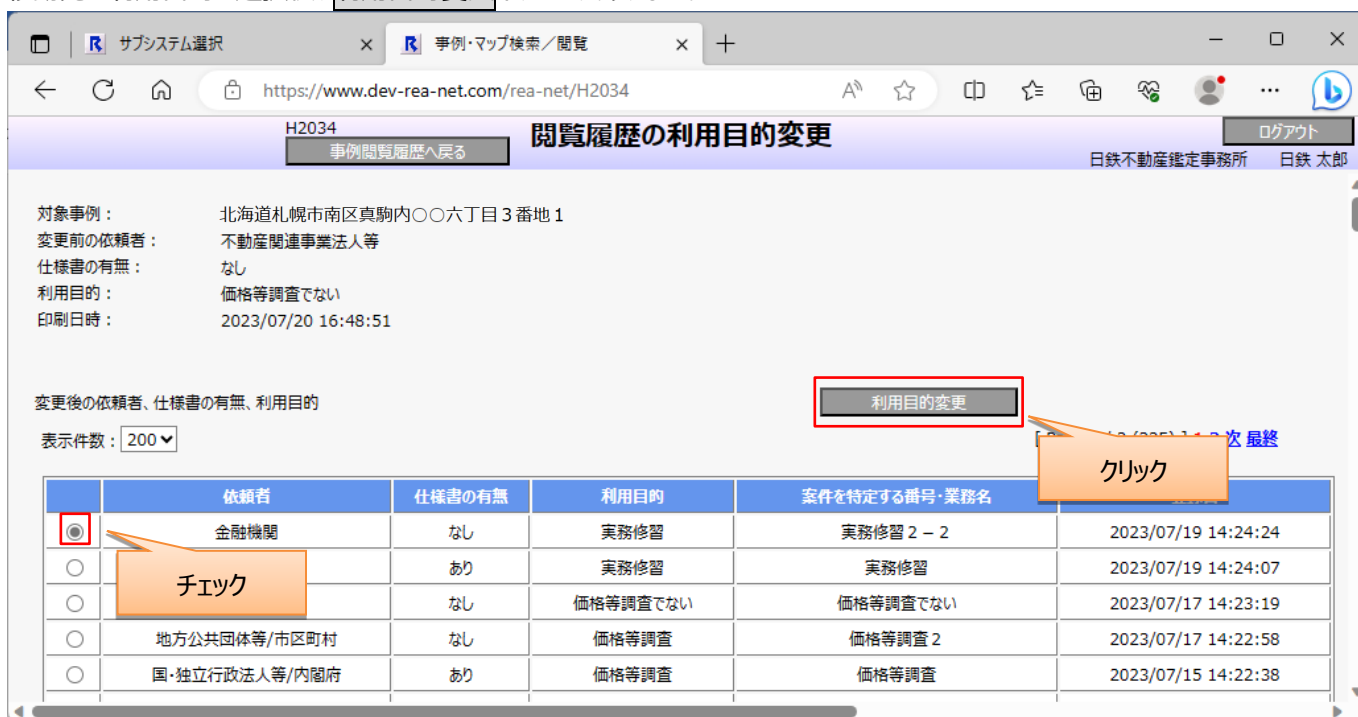 サブシステム選択
事例・マップ検索／閲覧
https://www.dev-rea-net.com/rea-net/H2034
H2034
事例閲覧履歴へ戻る
閲覧履歴の利用目的変更
ログアウト
日鉄不動産鑑定事務所 日鉄 太郎
対象事例： 北海道札幌市南区真駒内○○六丁目３番地１
変更前の依頼者： 不動産関連事業法人等
仕様書の有無： なし
利用目的： 価格等調査でない
印刷日時： 2023/07/20 16:48:51
変更後の依頼者、仕様書の有無、利用目的
利用目的変更
表示件数： 200
次 最終
クリック
依頼者 仕様書の有無 利用目的 案件を特定する番号・業務名
金融機関 なし 実務修習 実務修習２－２ 2023/07/19 14:24:24
あり 実務修習 実務修習 2023/07/19 14:24:07
チェック
なし 価格等調査でない 価格等調査でない 2023/07/17 14:23:19
地方公共団体等/市区町村 なし 価格等調査 価格等調査２ 2023/07/17 14:22:58
国・独立行政法人等/内閣府 あり 価格等調査 価格等調査 2023/07/15 14:22:38